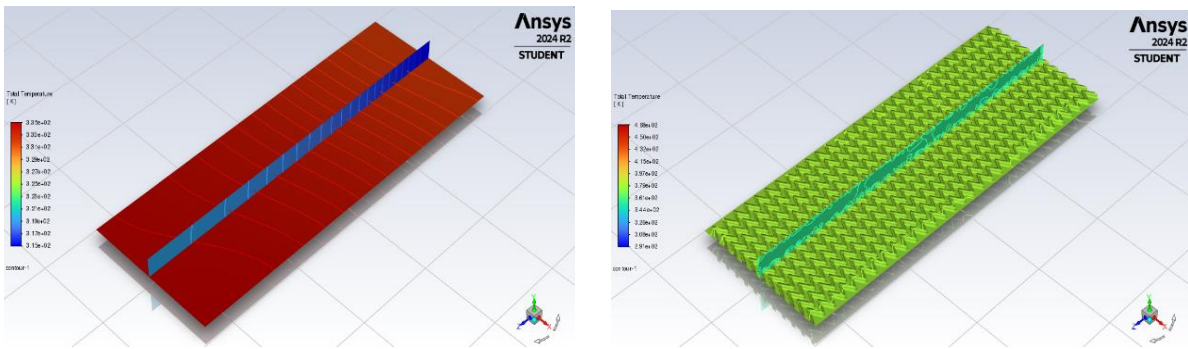 Ansys
2024 R2
STUDENT
Total Temperature
[ K ]
3.35e+02
3.33e+02
3.31e+02
3.29e+02
3.27e+02
3.25e+02
3.23e+02
3.21e+02
3.19e+02
3.17e+02
3.15e+02
contour-1
Ansys
2024 R2
STUDENT
Total Temperature
[ K ]
4.68e+02
4.50e+02
4.32e+02
4.15e+02
3.97e+02
3.79e+02
3.61e+02
3.44e+02
3.26e+02
3.08e+02
2.91e+02
contour-1